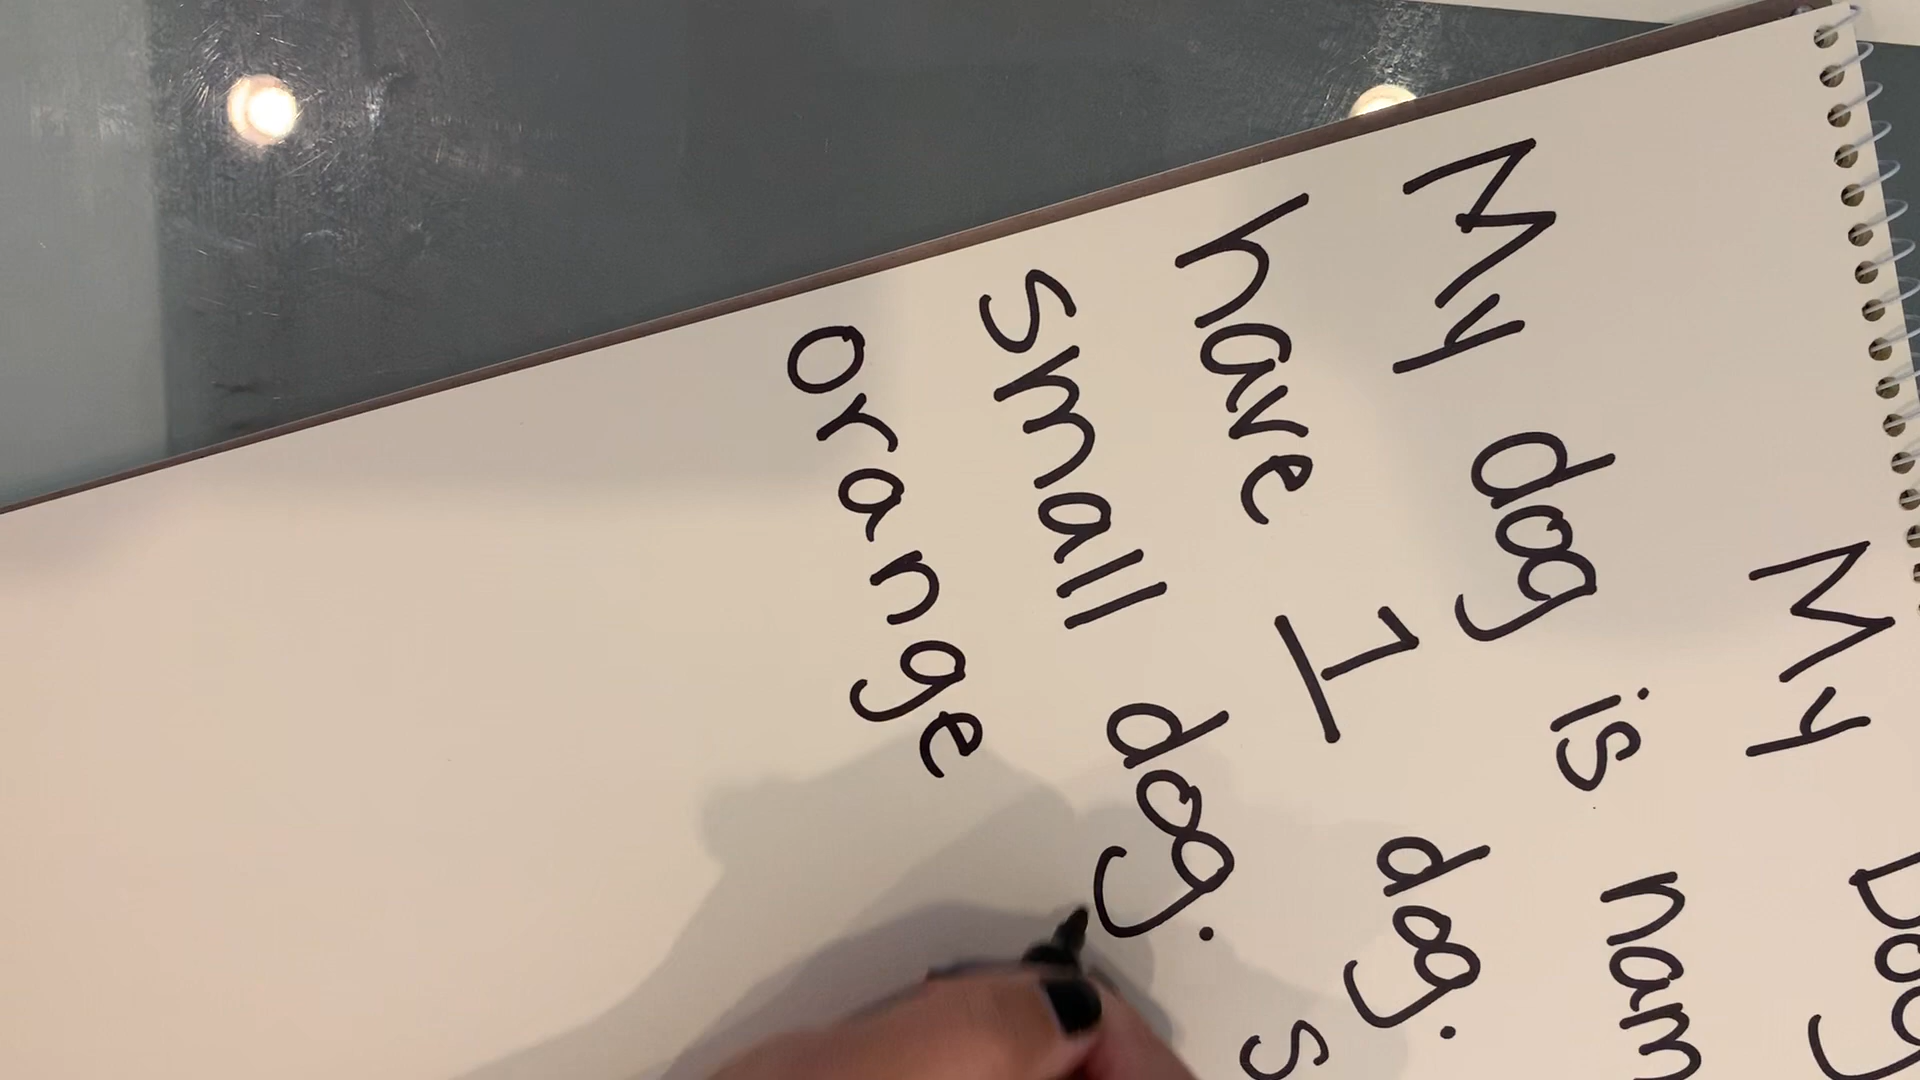 My Dog
My dog is nam
have 1 dog. S
small dog.
orange